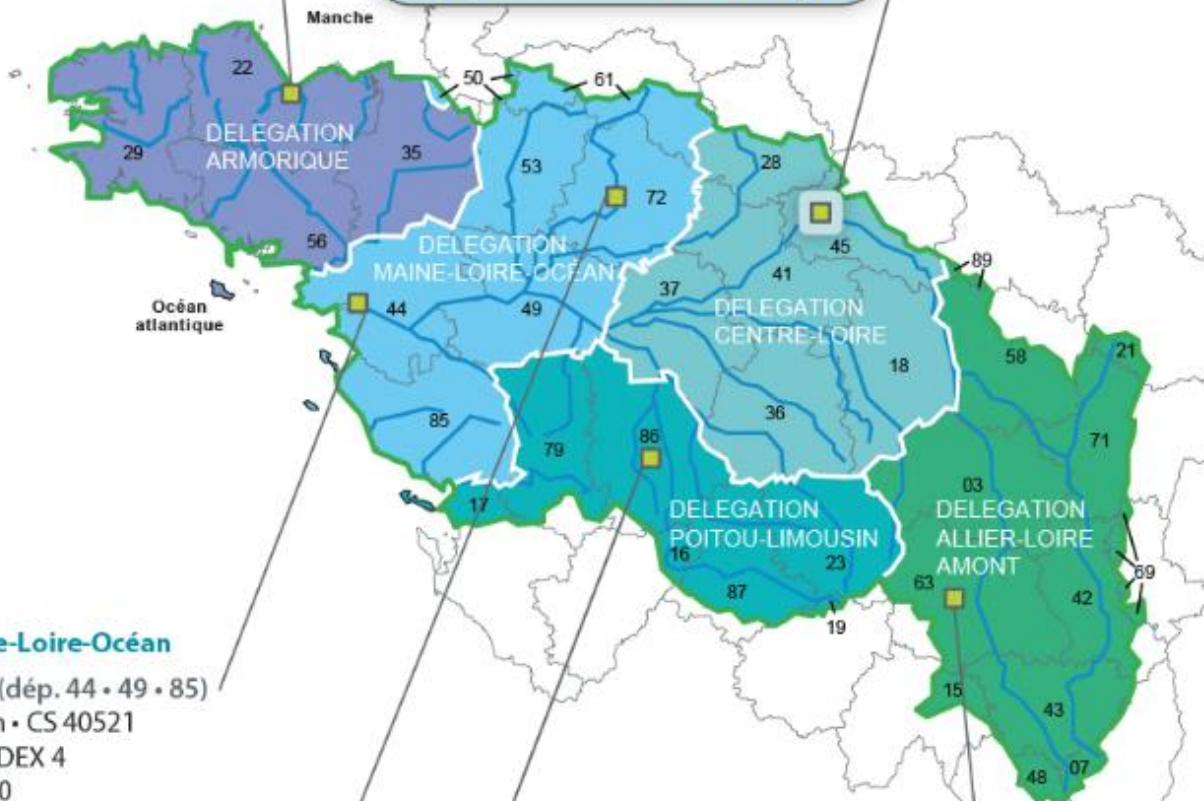 Manche
50
61
22
DELEGATION
ARMORIQUE
29
35
53
28
72
56
45
DELEGATION
MAINE-LOIRE-OCÉAN
89
41
37
Océan
atlantique
44
49
DELEGATION
CENTRE-LOIRE
58
21
18
36
85
79
86
71
03
17
DELEGATION
POITOU-LIMOUSIN
DELEGATION
ALLIER-LOIRE
AMONT
16
23
69
63
87
42
19
e-Loire-Océan
(dép. 44 • 49 • 85)
15
43
n • CS 40521
DEX 4
48
07
0